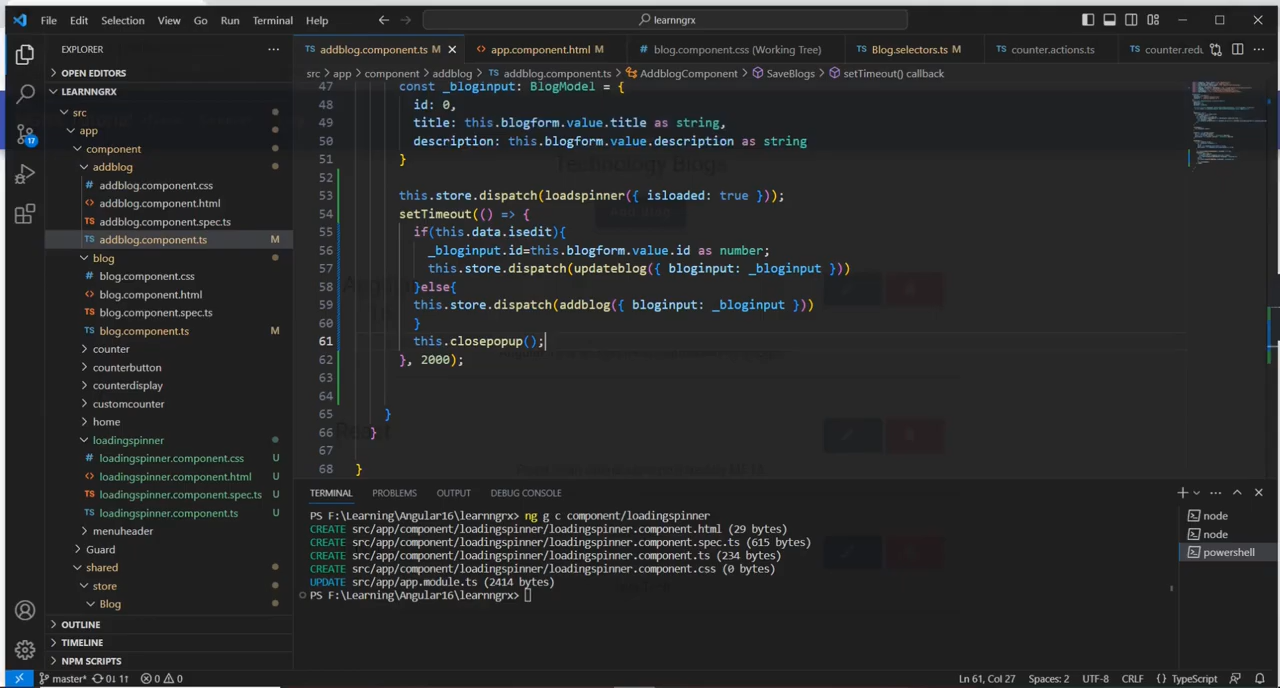 File Edit Selection View Go Run Terminal Help
learnngrx
EXPLORER
OPEN EDITORS
LEARNNGRX
src
app
component
addblog
addblog.component.css
addblog.component.html
addblog.component.spec.ts
addblog.component.ts M
blog
blog.component.css
blog.component.html
blog.component.spec.ts
blog.component.ts M
counter
counterbutton
counterdisplay
customcounter
home
loadingspinner
loadingspinner.component.css U
loadingspinner.component.html U
loadingspinner.component.spec.ts U
loadingspinner.component.ts U
menuheader
Guard
shared
store
Blog
OUTLINE
TIMELINE
NPM SCRIPTS
17
addblog.component.ts M app.component.html M blog.component.css (Working Tree) Blog.selectors.ts M counter.actions.ts counter.redu
src > app > component > addblog > addblog.component.ts > AddblogComponent > SaveBlogs > setTimeout() callback
47 const _bloginput: BlogModel = {
48 id: 0,
49 title: this.blogform.value.title as string,
50 description: this.blogform.value.description as string
51 }
52
53 this.store.dispatch(loadspinner({ isloaded: true }));
54 setTimeout(() => {
55 if(this.data.isedit){
56 _bloginput.id=this.blogform.value.id as number;
57 this.store.dispatch(updateblog({ bloginput: _bloginput }))
58 }else{
59 this.store.dispatch(addblog({ bloginput: _bloginput }))
60 }
61 this.closepopup();
62 }, 2000);
63
64
65 }
66 }
67
68 }
Technology Blogs
React
TERMINAL PROBLEMS OUTPUT DEBUG CONSOLE
PS F:\Learning\Angular16\learnngrx> ng g c component/loadingspinner
CREATE src/app/component/loadingspinner/loadingspinner.component.html (29 bytes)
CREATE src/app/component/loadingspinner/loadingspinner.component.spec.ts (615 bytes)
CREATE src/app/component/loadingspinner/loadingspinner.component.ts (234 bytes)
CREATE src/app/component/loadingspinner/loadingspinner.component.css (0 bytes)
UPDATE src/app/app.module.ts (2414 bytes)
PS F:\Learning\Angular16\learnngrx>
node
node
powershell
master* 0↓ 1↑ 0 0 Ln 61, Col 27 Spaces: 2 UTF-8 CRLF {} TypeScript